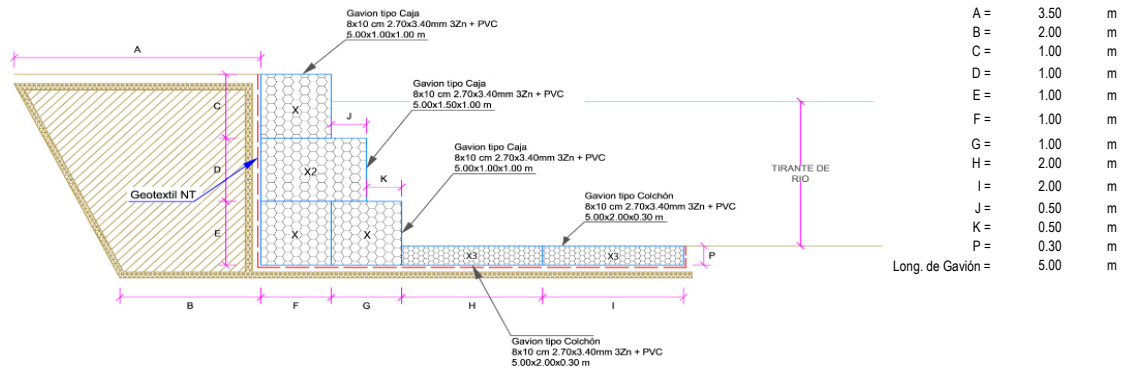 Gavion tipo Caja
8x10 cm 2.70x3.40mm 3Zn + PVC
5.00x1.00x1.00 m
A
Gavion tipo Caja
8x10 cm 2.70x3.40mm 3Zn + PVC
5.00x1.50x1.00 m
C
X
J
Gavion tipo Caja
8x10 cm 2.70x3.40mm 3Zn + PVC
5.00x1.00x1.00 m
D
X2
K
TIRANTE DE
RIO
Geotextil NT
Gavion tipo Colchón
8x10 cm 2.70x3.40mm 3Zn + PVC
5.00x2.00x0.30 m
E
X
X
X3
X3
P
B
F
G
H
I
Gavion tipo Colchón
8x10 cm 2.70x3.40mm 3Zn + PVC
5.00x2.00x0.30 m
A = 3.50 m
B = 2.00 m
C = 1.00 m
D = 1.00 m
E = 1.00 m
F = 1.00 m
G = 1.00 m
H = 2.00 m
I = 2.00 m
J = 0.50 m
K = 0.50 m
P = 0.30 m
Long. de Gavión = 5.00 m